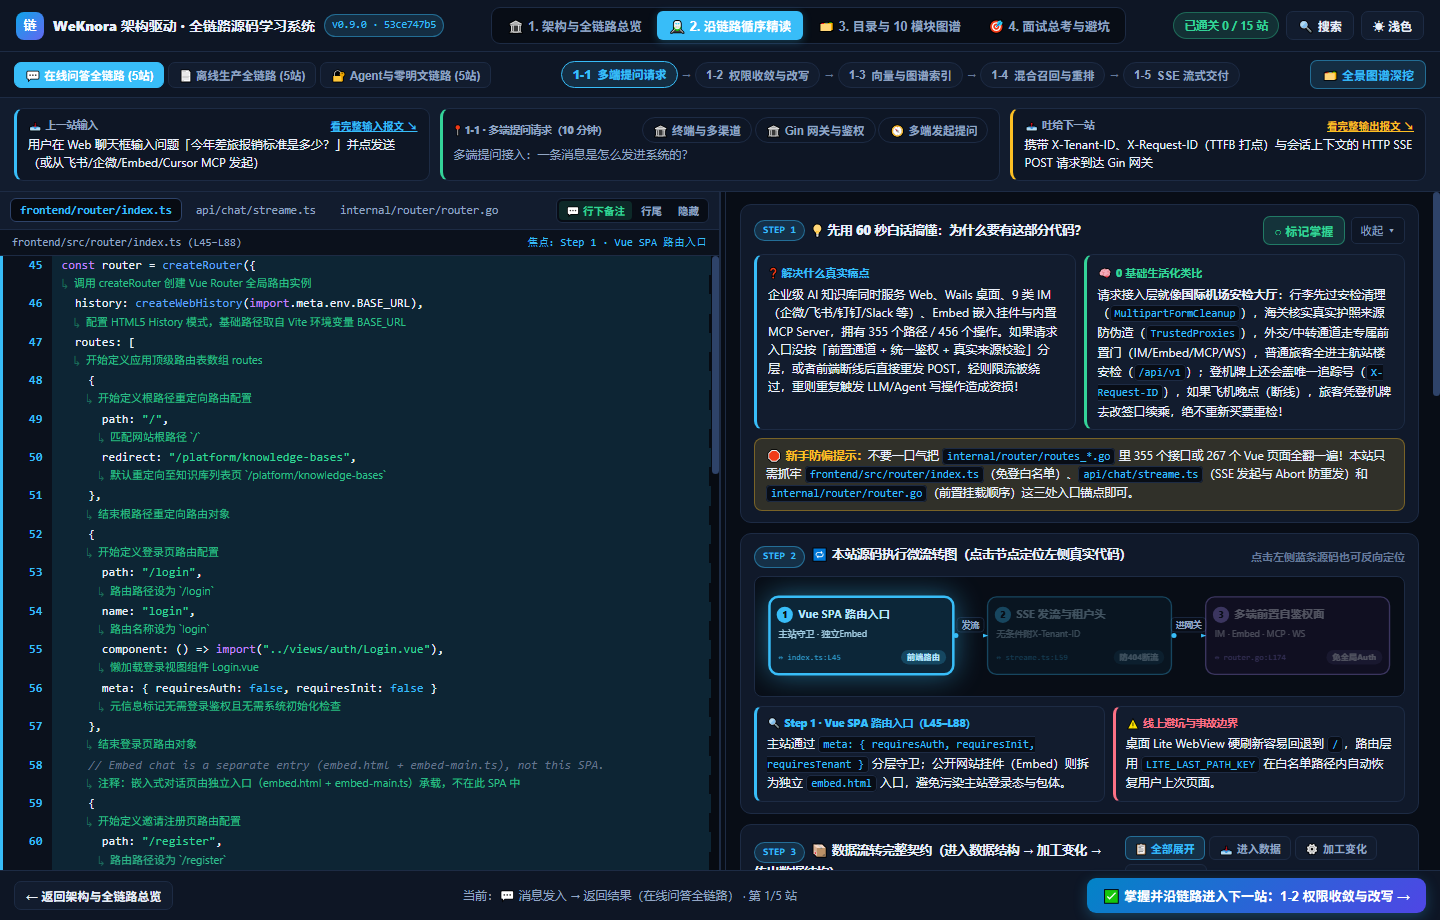 链 WeKnora 架构驱动 · 全链路源码学习系统 v0.9.0 · 53ce747b5 🏛 1. 架构与全链路总览 2. 沿链路循序精读 3. 目录与 10 模块图谱 🎯 4. 面试总考与避坑 已通关 0 / 15 站 🔍 搜索 ☀ 浅色
💬 在线问答全链路 (5站) 📄 离线生产全链路 (5站) 🔐 Agent与零明文链路 (5站) 1-1 多端提问请求 → 1-2 权限收敛与改写 → 1-3 向量与图谱索引 → 1-4 混合召回与重排 → 1-5 SSE 流式交付 全景图谱深挖
上一站输入 看完整输入报文 ↘
用户在 Web 聊天框输入问题「今年差旅报销标准是多少？」并点发送
（或从飞书/企微/Embed/Cursor MCP 发起）
📍 1-1 · 多端提问请求（10 分钟） 🏛 终端与多渠道 🏛 Gin 网关与鉴权 多端发起提问
多端提问接入：一条消息是怎么发进系统的？
吐给下一站 看完整输出报文 ↘
携带 X-Tenant-ID、X-Request-ID（TTFB 打点）与会话上下文的 HTTP SSE
POST 请求到达 Gin 网关
frontend/router/index.ts api/chat/streame.ts internal/router/router.go 💬 行下备注 行尾 隐藏
frontend/src/router/index.ts (L45–L88) 焦点：Step 1 · Vue SPA 路由入口
45 const router = createRouter({
↳ 调用 createRouter 创建 Vue Router 全局路由实例
46 history: createWebHistory(import.meta.env.BASE_URL),
↳ 配置 HTML5 History 模式，基础路径取自 Vite 环境变量 BASE_URL
47 routes: [
↳ 开始定义应用顶级路由表数组 routes
48 {
↳ 开始定义根路径重定向路由配置
49 path: "/",
↳ 匹配网站根路径 `/`
50 redirect: "/platform/knowledge-bases",
↳ 默认重定向至知识库列表页 `/platform/knowledge-bases`
51 },
↳ 结束根路径重定向路由对象
52 {
↳ 开始定义登录页路由配置
53 path: "/login",
↳ 路由路径设为 `/login`
54 name: "login",
↳ 路由名称设为 `login`
55 component: () => import("../views/auth/Login.vue"),
↳ 懒加载登录视图组件 Login.vue
56 meta: { requiresAuth: false, requiresInit: false }
↳ 元信息标记无需登录鉴权且无需系统初始化检查
57 },
↳ 结束登录页路由对象
58 // Embed chat is a separate entry (embed.html + embed-main.ts), not this SPA.
↳ 注释：嵌入式对话页由独立入口（embed.html + embed-main.ts）承载，不在此 SPA 中
59 {
↳ 开始定义邀请注册页路由配置
60 path: "/register",
↳ 路由路径设为 `/register`
STEP 1 💡 先用 60 秒白话搞懂：为什么要有这部分代码？ ○ 标记掌握 收起 ▾
❓ 解决什么真实痛点
企业级 AI 知识库同时服务 Web、Wails 桌面、9 类 IM
（企微/飞书/钉钉/Slack 等）、Embed 嵌入挂件与内置
MCP Server，拥有 355 个路径 / 456 个操作。如果请求
入口没按「前置通道 + 统一鉴权 + 真实来源校验」分
层，或者前端断线后直接重发 POST，轻则限流被绕
过，重则重复触发 LLM/Agent 写操作造成资损！
🧠 0 基础生活化类比
请求接入层就像国际机场安检大厅：行李先过安检清理
（MultipartFormCleanup），海关核实真实护照来源
防伪造（TrustedProxies），外交/中转通道走专属前
置门（IM/Embed/MCP/WS），普通旅客全进主航站楼
安检（/api/v1）；登机牌上还会盖唯一追踪号（X-
Request-ID），如果飞机晚点（断线），旅客凭登机牌
去改签口续乘，绝不重新买票重检！
🛑 新手防偏提示：不要一口气把 internal/router/routes_*.go 里 355 个接口或 267 个 Vue 页面全翻一遍！本站只
需抓牢 frontend/src/router/index.ts（免登白名单）、api/chat/streame.ts（SSE 发起与 Abort 防重发）和
internal/router/router.go（前置挂载顺序）这三处入口锚点即可。
STEP 2 🔁 本站源码执行微流转图（点击节点定位左侧真实代码） 点击左侧蓝条源码也可反向定位
1 Vue SPA 路由入口
主站守卫 · 独立Embed
index.ts:L45 前端路由
发流
2 SSE 发流与租户头
无条件附X-Tenant-ID
streame.ts:L59 防404断流
进网关
3 多端前置自鉴权面
IM · Embed · MCP · WS
router.go:L174 免全局Auth
🔍 Step 1 · Vue SPA 路由入口（L45–L88）
主站通过 meta: { requiresAuth, requiresInit,
requiresTenant } 分层守卫；公开网站挂件（Embed）则拆
为独立 embed.html 入口，避免污染主站登录态与包体。
⚠ 线上避坑与事故边界
桌面 Lite WebView 硬刷新容易回退到 /，路由层
用 LITE_LAST_PATH_KEY 在白名单路径内自动恢
复用户上次页面。
STEP 3 📦 数据流转完整契约（进入数据结构 → 加工变化 → 📋 全部展开 进入数据 ⚙ 加工变化
← 返回架构与全链路总览 当前：💬 消息发入 → 返回结果（在线问答全链路） · 第 1/5 站 ✅ 掌握并沿链路进入下一站：1-2 权限收敛与改写 →